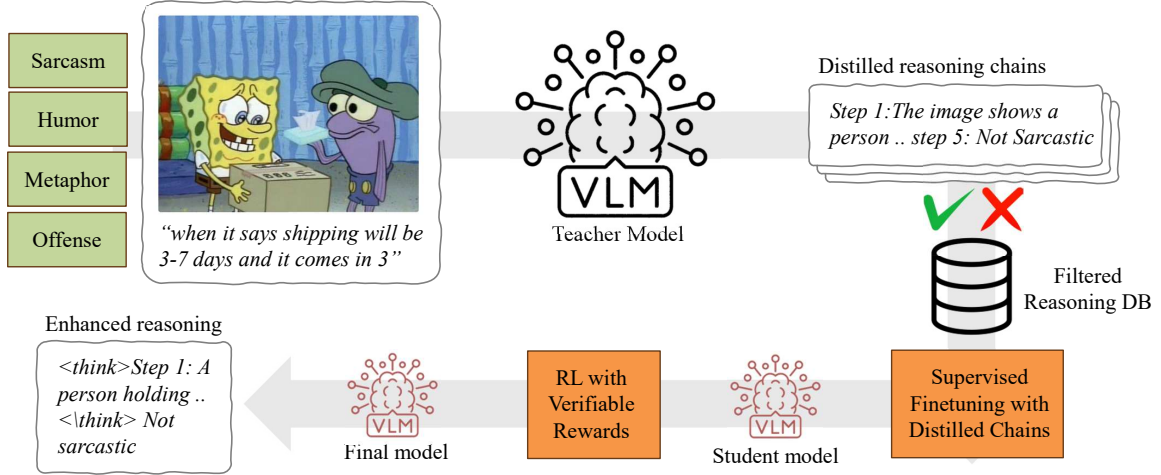 Sarcasm
Humor
Metaphor
Offense
“when it says shipping will be
3-7 days and it comes in 3”
VLM
Teacher Model
Distilled reasoning chains
Step 1:The image shows a
person .. step 5: Not Sarcastic
Filtered
Reasoning DB
Supervised
Finetuning with
Distilled Chains
VLM
Student model
RL with
Verifiable
Rewards
VLM
Final model
Enhanced reasoning
<think>Step 1: A
person holding ..
<\think> Not
sarcastic